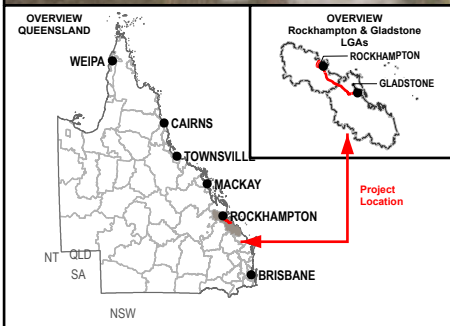 OVERVIEW
QUEENSLAND
WEIPA
CAIRNS
TOWNSVILLE
MACKAY
ROCKHAMPTON
BRISBANE
NT
QLD
SA
NSW
OVERVIEW
Rockhampton & Gladstone
LGAs
ROCKHAMPTON
GLADSTONE
Project
Location